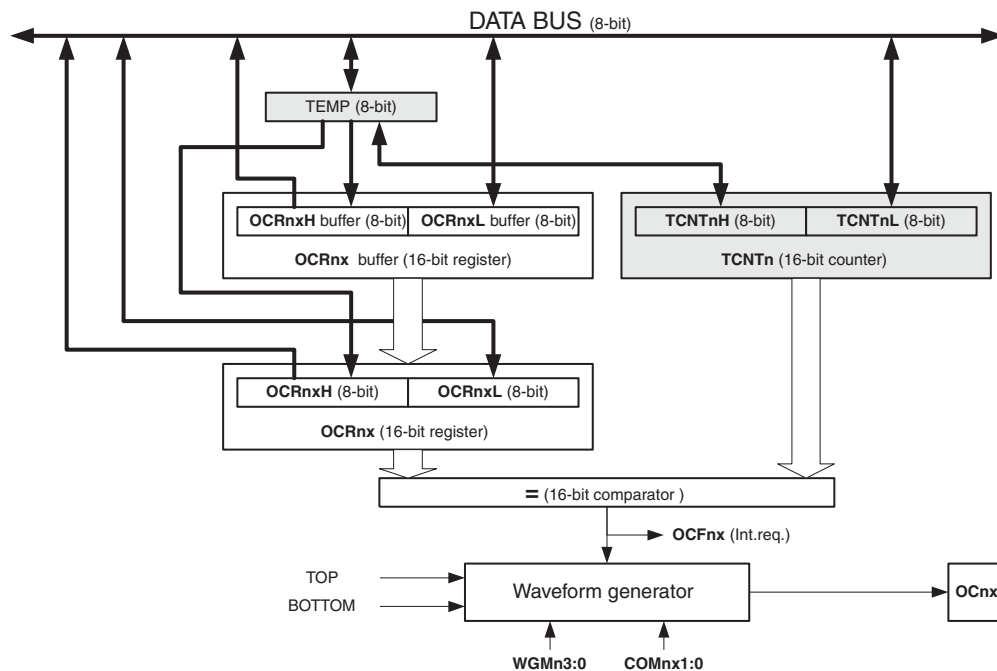 DATA BUS (8-bit)
TEMP (8-bit)
OCRnxH buffer (8-bit) OCRnxL buffer (8-bit)
OCRnx buffer (16-bit register)
TCNTnH (8-bit) TCNTnL (8-bit)
TCNTn (16-bit counter)
OCRnxH (8-bit) OCRnxL (8-bit)
OCRnx (16-bit register)
= (16-bit comparator )
OCFnx (Int.req.)
TOP
BOTTOM
Waveform generator
OCnx
WGMn3:0 COMnx1:0